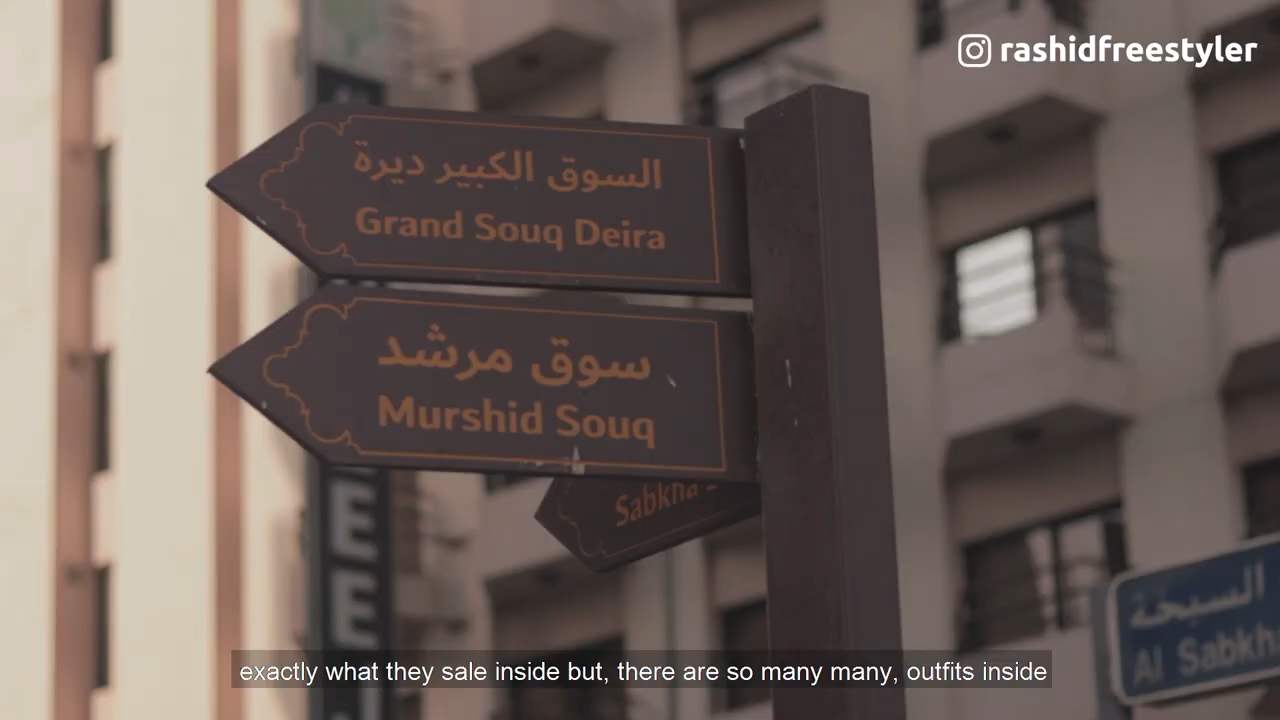 rashidfreestyler
السوق الكبير ديرة
Grand Souq Deira
سوق مرشد
Murshid Souq
Sabkha
السبخة
Al Sabkha
exactly what they sale inside but, there are so many many, outfits inside